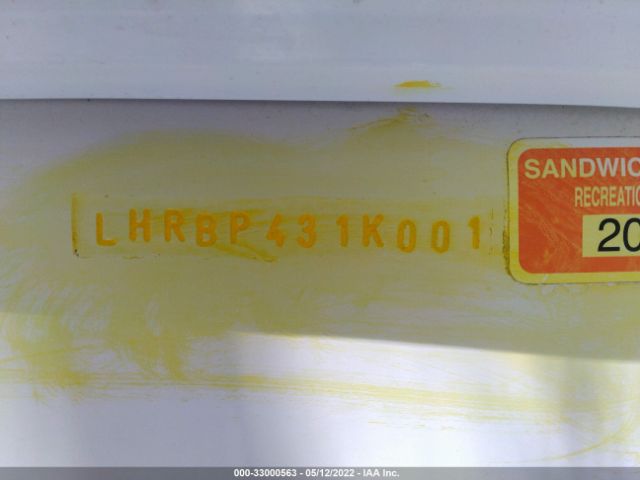 SANDWIC
RECREATIO
20
LHRBP431K001
000-33000563 - 05/12/2022 - IAA Inc.